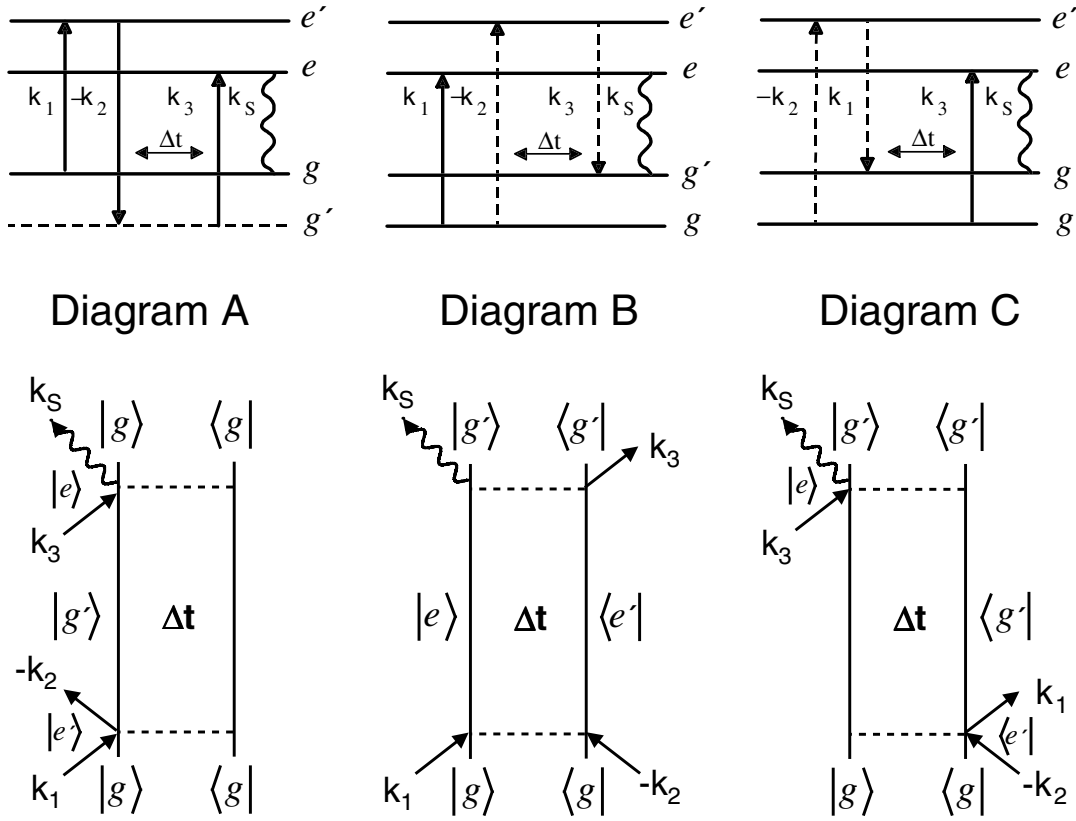 e´ e´ e´
e e e
k₁ –k₂ k₃ kS k₁ –k₂ k₃ kS –k₂ k₁ k₃ kS
Δt Δt Δt
g g´ g
g´ g g
Diagram A Diagram B Diagram C
kS |g⟩ ⟨g| kS |g´⟩ ⟨g´| k₃ kS |g´⟩ ⟨g´|
|e⟩ |e⟩
k₃ k₃
|g´⟩ Δt |e⟩ Δt ⟨e´| Δt ⟨g´|
-k₂ k₁
|e´⟩ ⟨e´|
k₁ |g⟩ ⟨g| k₁ |g⟩ ⟨g| -k₂ |g⟩ ⟨g| -k₂